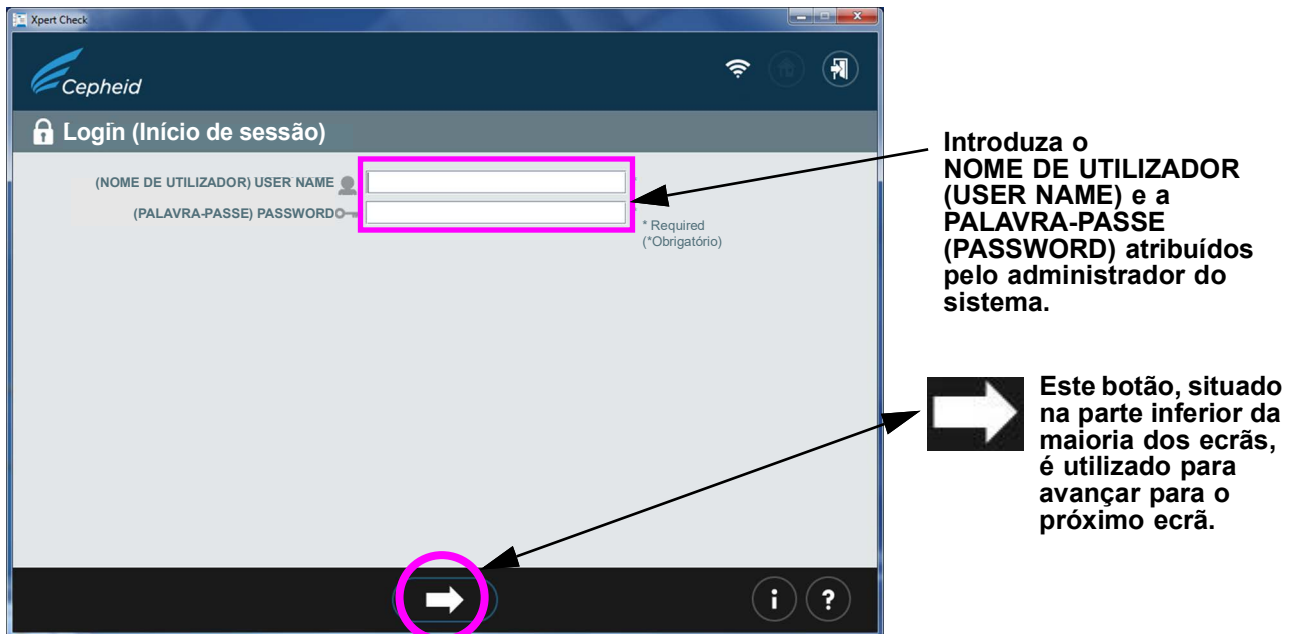 Xpert Check
Cepheid
Login (Início de sessão)
(NOME DE UTILIZADOR) USER NAME
(PALAVRA-PASSE) PASSWORD
* Required
(*Obrigatório)
i ?
Introduza o
NOME DE UTILIZADOR
(USER NAME) e a
PALAVRA-PASSE
(PASSWORD) atribuídos
pelo administrador do
sistema.
Este botão, situado
na parte inferior da
maioria dos ecrãs,
é utilizado para
avançar para o
próximo ecrã.